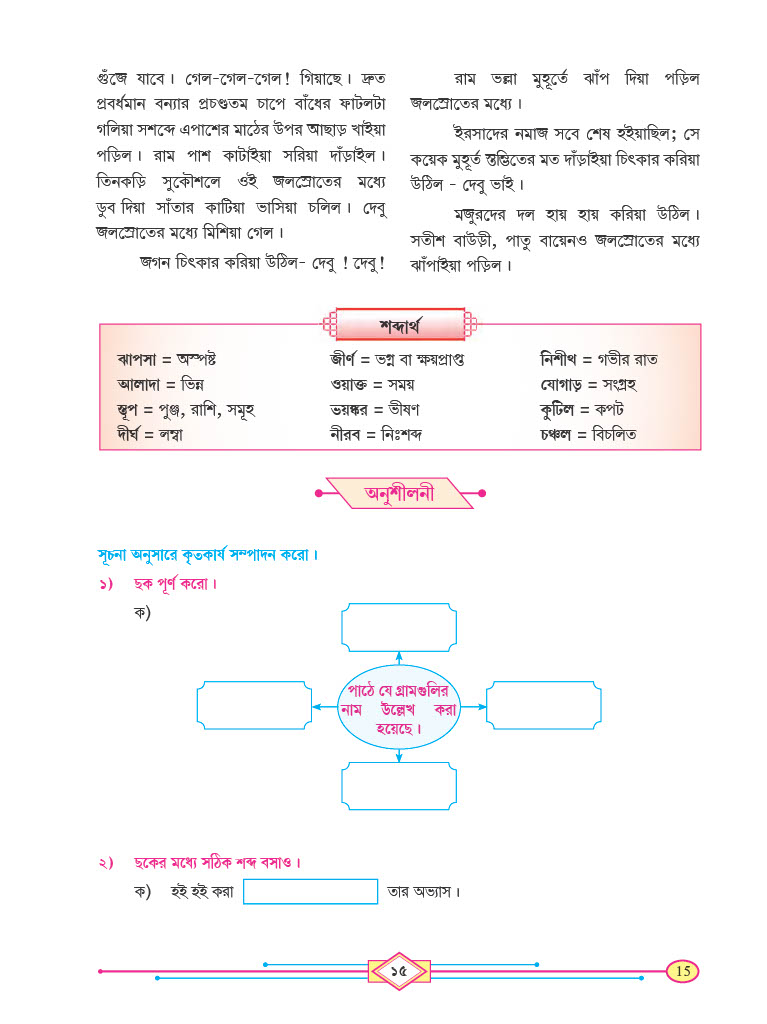 গুঁজে যাবে। গেল-গেল-গেল! গিয়াছে। দ্রুত
প্রবর্ধমান বন্যার প্রচণ্ডতম চাপে বাঁধের ফাটলটা
গলিয়া সশব্দে এপাশের মাঠের উপর আছাড় খাইয়া
পড়িল। রাম পাশ কাটাইয়া সরিয়া দাঁড়াইল।
তিনকড়ি সুকৌশলে ওই জলস্রোতের মধ্যে
ডুব দিয়া সাঁতার কাটিয়া ভাসিয়া চলিল। দেবু
জলস্রোতের মধ্যে মিশিয়া গেল।
জগন চিৎকার করিয়া উঠিল- দেবু ! দেবু!
রাম ভল্লা মুহূর্তে ঝাঁপ দিয়া পড়িল
জলস্রোতের মধ্যে।
ইরসাদের নমাজ সবে শেষ হইয়াছিল; সে
কয়েক মুহূর্ত স্তম্ভিতের মত দাঁড়াইয়া চিৎকার করিয়া
উঠিল - দেবু ভাই।
মজুরদের দল হায় হায় করিয়া উঠিল।
সতীশ বাউড়ী, পাতু বায়েনও জলস্রোতের মধ্যে
ঝাঁপাইয়া পড়িল।
শব্দার্থ
ঝাপসা = অস্পষ্ট
আলাদা = ভিন্ন
স্তূপ = পুঞ্জ, রাশি, সমূহ
দীর্ঘ = লম্বা
জীর্ণ = ভগ্ন বা ক্ষয়প্রাপ্ত
ওয়াক্ত = সময়
ভয়ঙ্কর = ভীষণ
নীরব = নিঃশব্দ
নিশীথ = গভীর রাত
যোগাড় = সংগ্রহ
কুটিল = কপট
চঞ্চল = বিচলিত
অনুশীলনী
সূচনা অনুসারে কৃতকার্য সম্পাদন করো।
১) ছক পূর্ণ করো।
ক)
পাঠে যে গ্রামগুলির
নাম উল্লেখ করা
হয়েছে।
২) ছকের মধ্যে সঠিক শব্দ বসাও।
ক) হই হই করা তার অভ্যাস।
১৫
15